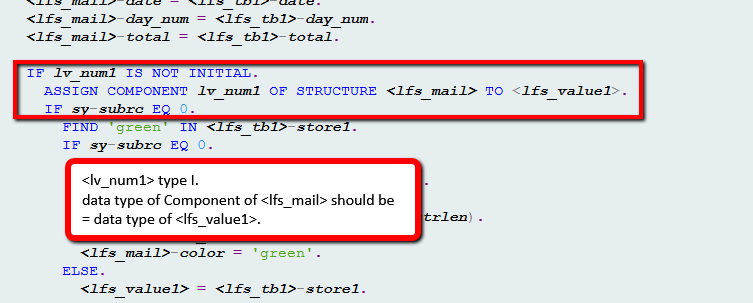 <lfs_mail>-date = <lfs_tb1>-date.
<lfs_mail>-day_num = <lfs_tb1>-day_num.
<lfs_mail>-total = <lfs_tb1>-total.
IF lv_num1 IS NOT INITIAL.
ASSIGN COMPONENT lv_num1 OF STRUCTURE <lfs_mail> TO <lfs_value1>.
IF sy-subrc EQ 0.
FIND 'green' IN <lfs_tb1>-store1.
IF sy-subrc EQ 0.
<lv_num1> type I.
data type of Component of <lfs_mail> should be
= data type of <lfs_value1>.
.
trlen).
<lfs_mail>-color = 'green'.
ELSE.
<lfs_value1> = <lfs_tb1>-store1.